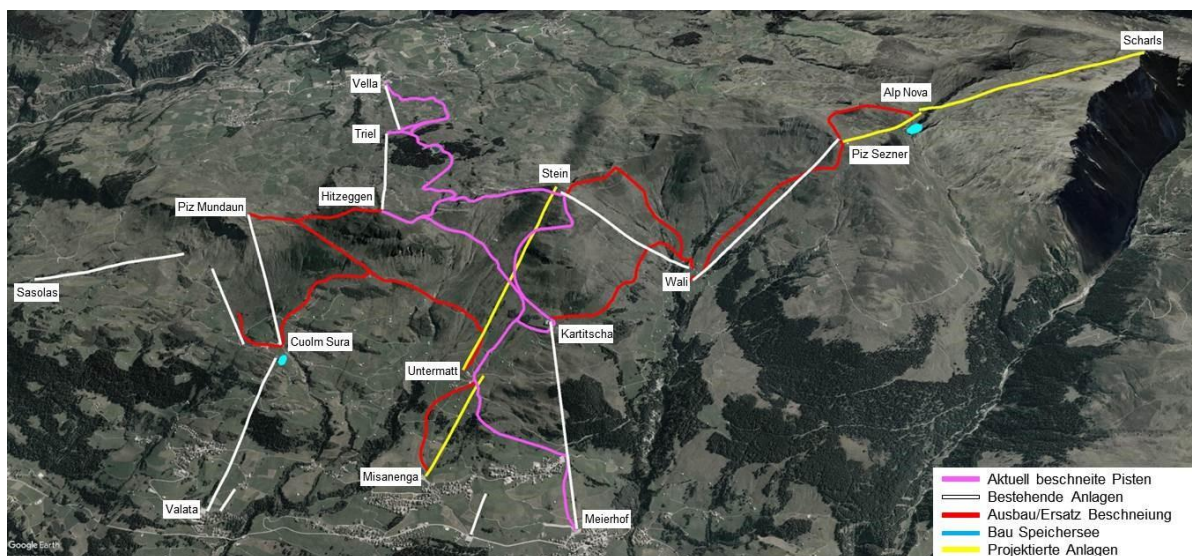 Scharls
Vella
Alp Nova
Triel
Piz Sezner
Stein
Hitzeggen
Piz Mundaun
Wali
Sasolas
Kartitscha
Cuolm Sura
Untermatt
Misanenga
Valata
Meierhof
Aktuell beschneite Pisten
Bestehende Anlagen
Ausbau/Ersatz Beschneiung
Bau Speichersee
Projektierte Anlagen
Google Earth